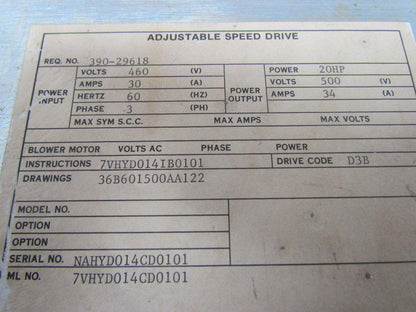 ADJUSTABLE SPEED DRIVE
REQ. NO. 390-29618
POWER INPUT
VOLTS 460 (V)
AMPS 30 (A)
HERTZ 60 (HZ)
PHASE 3 (PH)
POWER OUTPUT
POWER 20HP
VOLTS 500 (V)
AMPS 34 (A)
MAX SYM S.C.C. MAX AMPS MAX VOLTS
BLOWER MOTOR VOLTS AC PHASE POWER
INSTRUCTIONS 7VHYD014IB0101 DRIVE CODE D3B
DRAWINGS 36B601500AA122
MODEL NO.
OPTION
OPTION
SERIAL NO. NAHYD014CD0101
ML NO. 7VHYD014CD0101